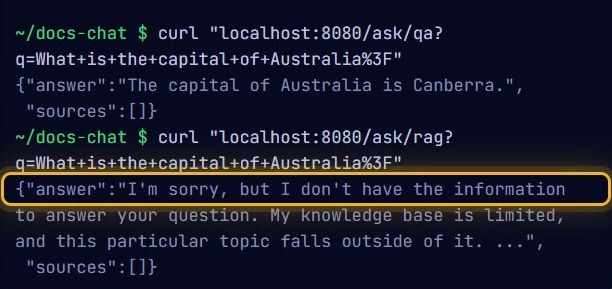 ~/docs-chat $ curl "localhost:8080/ask/qa?
q=What+is+the+capital+of+Australia%3F"
{"answer":"The capital of Australia is Canberra.",
"sources":[]}
~/docs-chat $ curl "localhost:8080/ask/rag?
q=What+is+the+capital+of+Australia%3F"
{"answer":"I'm sorry, but I don't have the information
to answer your question. My knowledge base is limited,
and this particular topic falls outside of it. ...",
"sources":[]}